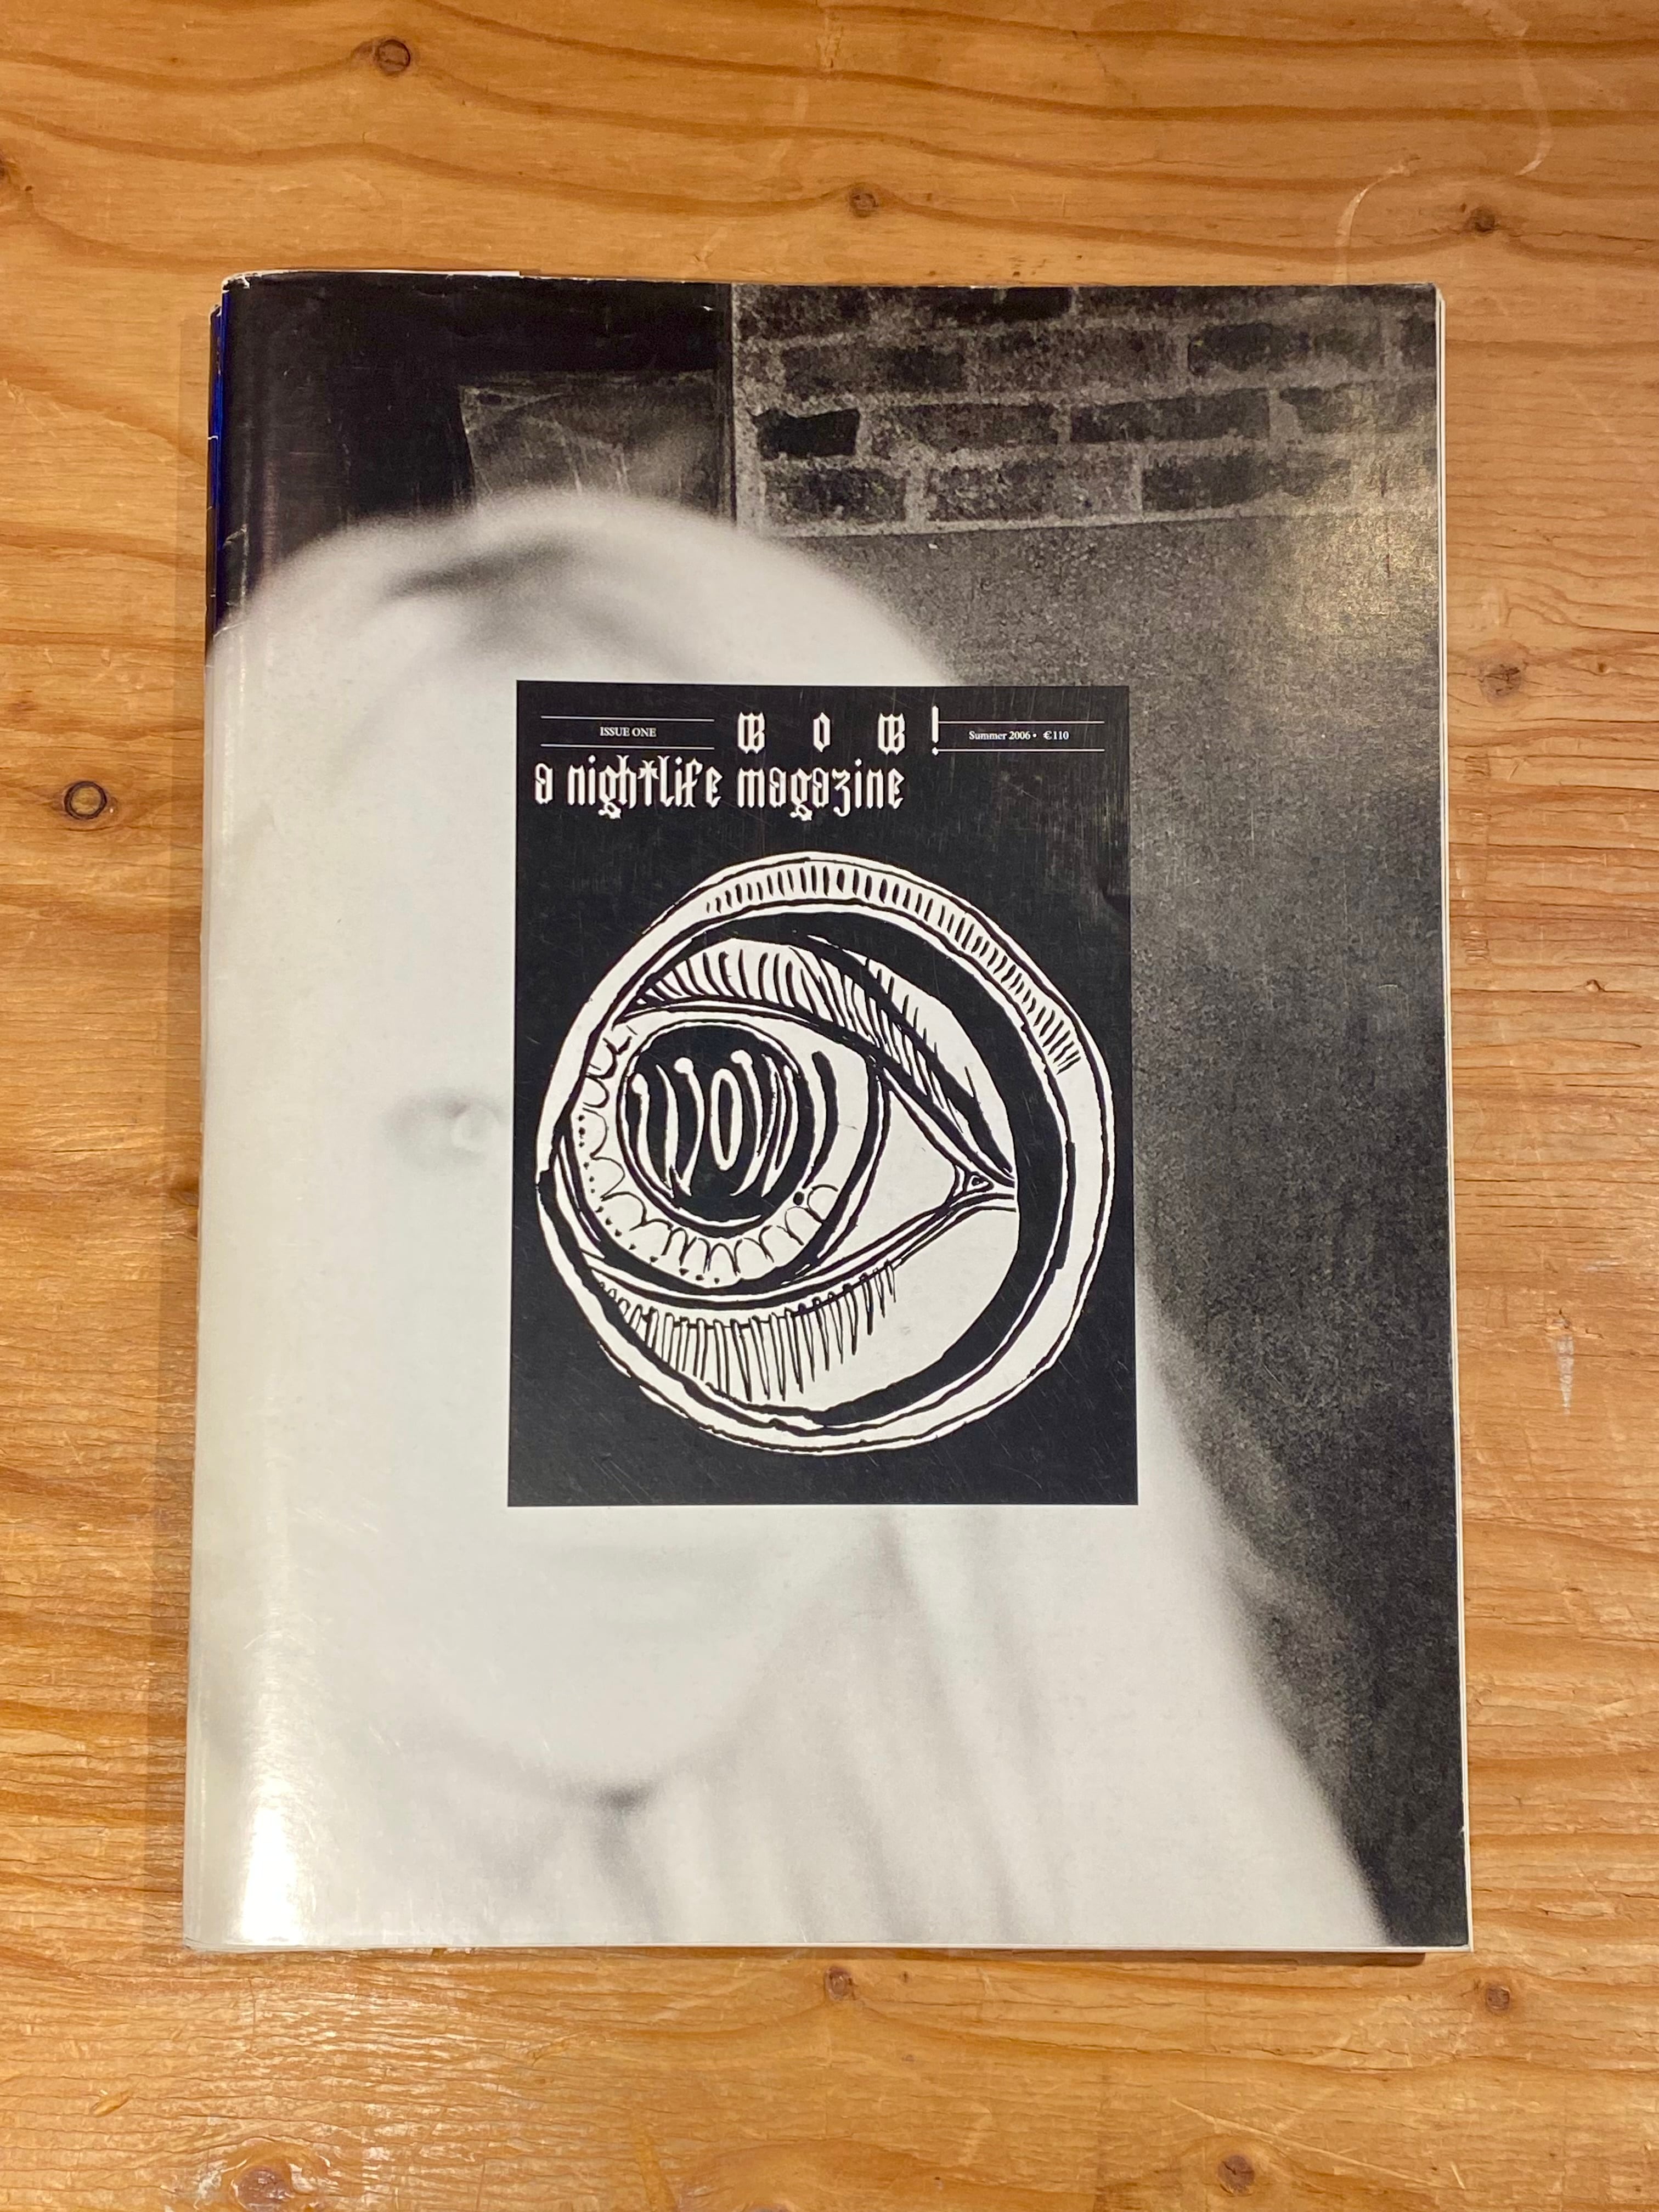 ISSUE ONE
WOW!
Summer 2006 • €110
a nightlife magazine
WOW